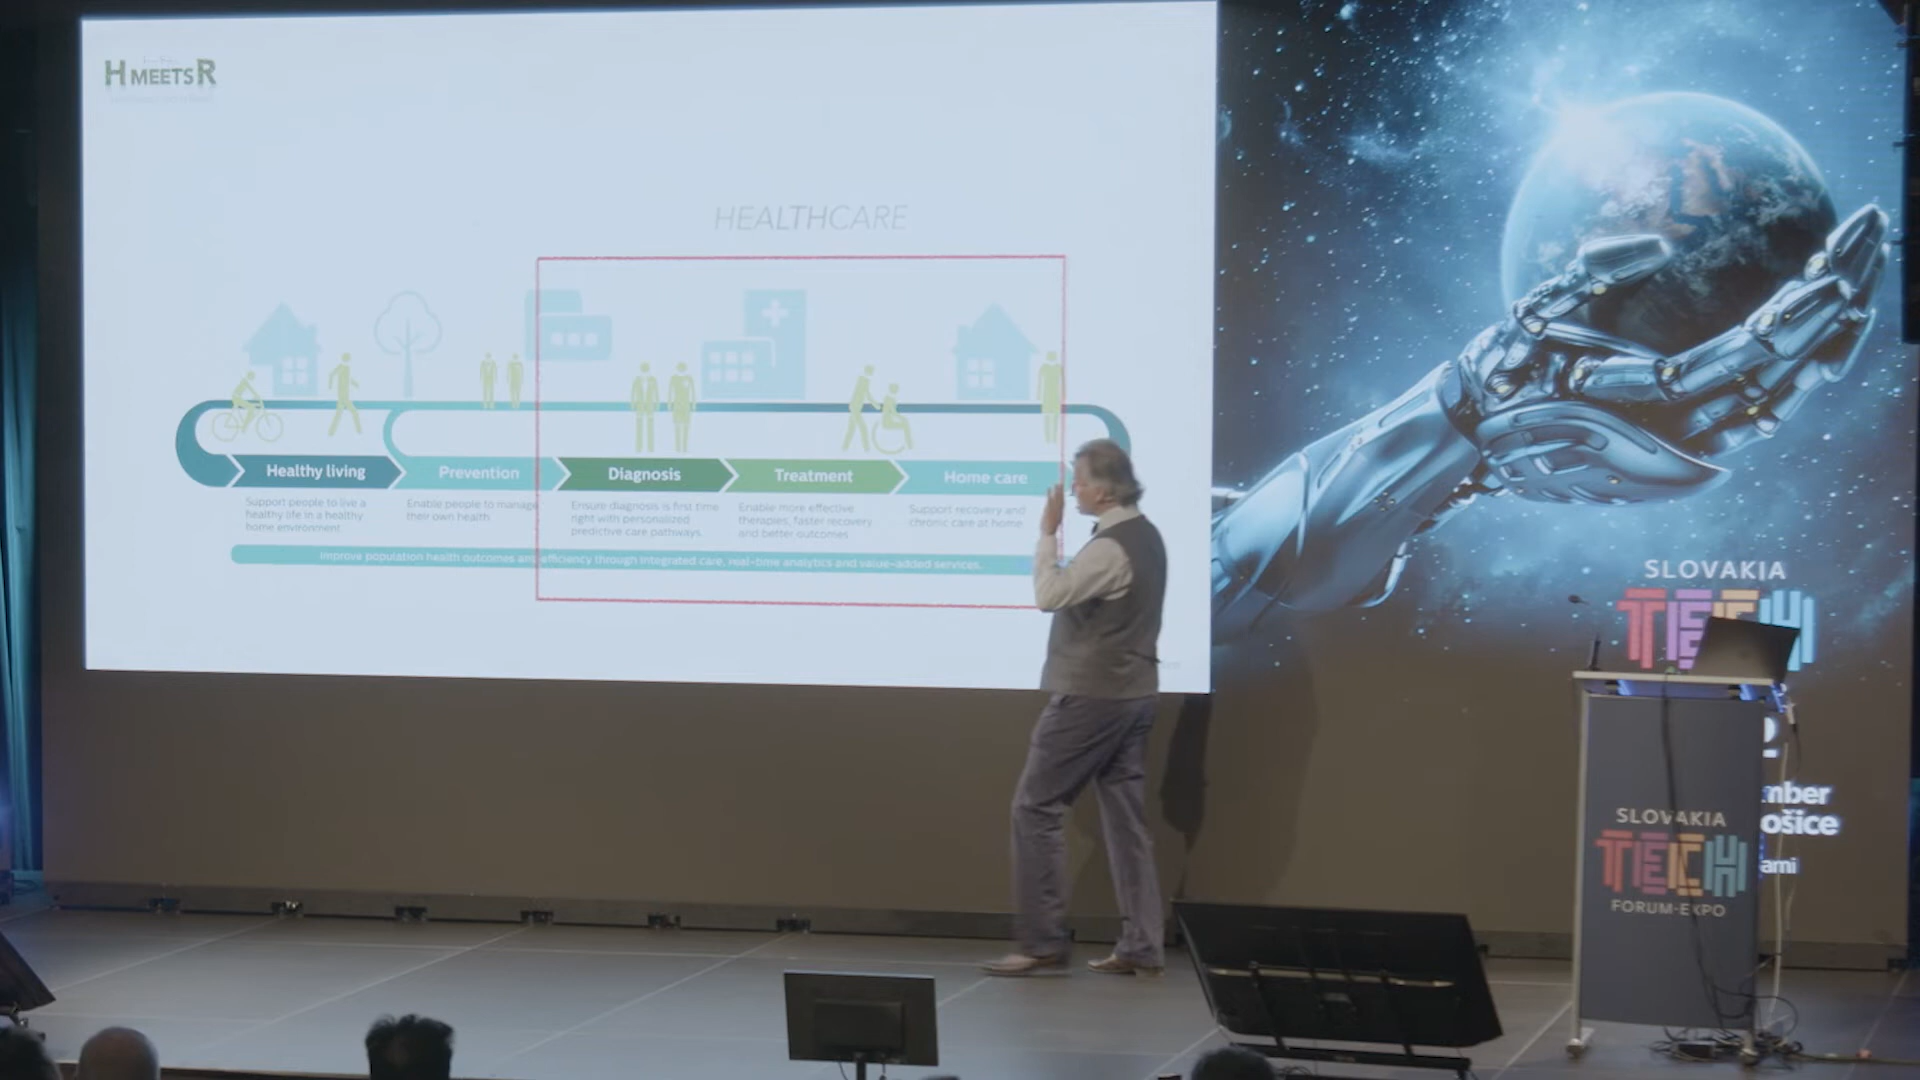 H MEETS R
HEALTHCARE
Healthy living
Prevention
Diagnosis
Treatment
Home care
Support people to live a
healthy life in a healthy
home environment
Enable people to manage
their own health
Ensure diagnosis is first time
right with personalized
predictive care pathways.
Enable more effective
therapies, faster recovery
and better outcomes
Support recovery and
chronic care at home
Improve population health outcomes and efficiency through integrated care, real-time analytics and value-added services.
SLOVAKIA
TECH
2
mber
ošice
ami
SLOVAKIA
TECH
FORUM-EXPO